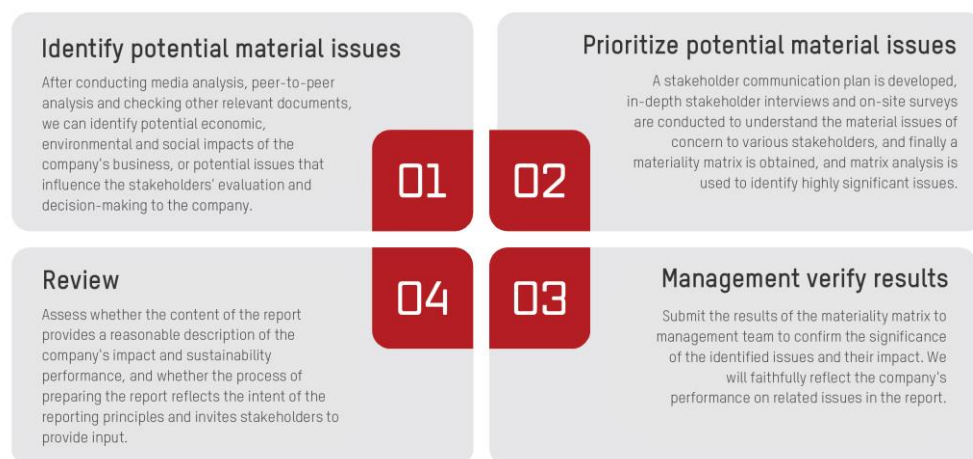 Identify potential material issues
After conducting media analysis, peer-to-peer
analysis and checking other relevant documents,
we can identify potential economic,
environmental and social impacts of the
company's business, or potential issues that
influence the stakeholders' evaluation and
decision-making to the company.
01
Prioritize potential material issues
A stakeholder communication plan is developed,
in-depth stakeholder interviews and on-site surveys
are conducted to understand the material issues of
concern to various stakeholders, and finally a
materiality matrix is obtained, and matrix analysis is
used to identify highly significant issues.
02
Management verify results
Submit the results of the materiality matrix to
management team to confirm the significance
of the identified issues and their impact. We
will faithfully reflect the company's
performance on related issues in the report.
03
Review
Assess whether the content of the report
provides a reasonable description of the
company's impact and sustainability
performance, and whether the process of
preparing the report reflects the intent of the
reporting principles and invites stakeholders to
provide input.
04